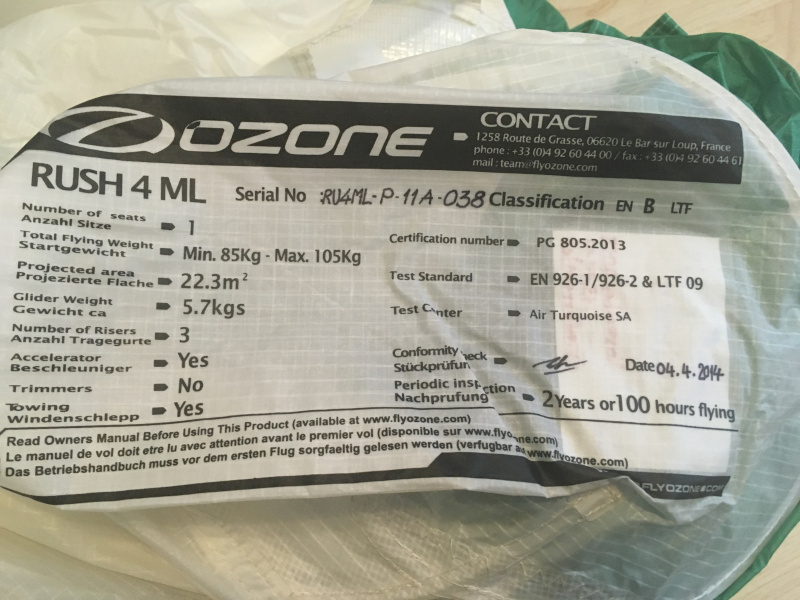 OZONE
CONTACT
1258 Route de Grasse, 06620 Le Bar sur Loup, France
phone : +33 (0)4 92 60 44 00 / fax : +33 (0)4 92 60 44 61
mail : team@flyozone.com
RUSH 4 ML Serial No :RU4ML-P-11A-038 Classification EN B LTF
Number of seats
Anzahl Sitze 1
Total Flying Weight
Startgewicht Min. 85Kg - Max. 105Kg
Projected area
Projezierte Flache 22.3m²
Glider Weight
Gewicht ca 5.7kgs
Number of Risers
Anzahl Tragegurte 3
Accelerator
Beschleuniger Yes
Trimmers No
Towing
Windenschlepp Yes
Certification number PG 805.2013
Test Standard EN 926-1/926-2 & LTF 09
Test Center Air Turquoise SA
Conformity check
Stückprüfun Date 04.4.2014
Periodic inspection
Nachprufung 2 Years or 100 hours flying
Read Owners Manual Before Using This Product (available at www.flyozone.com)
Le manuel de vol doit etre lu avec attention avant le premier vol (disponible sur www.flyozone.com)
Das Betriebshandbuch muss vor dem ersten Flug sorgfaeltig gelesen werden (verfugbar a www.flyozone.com)
FLYOZONE.COM